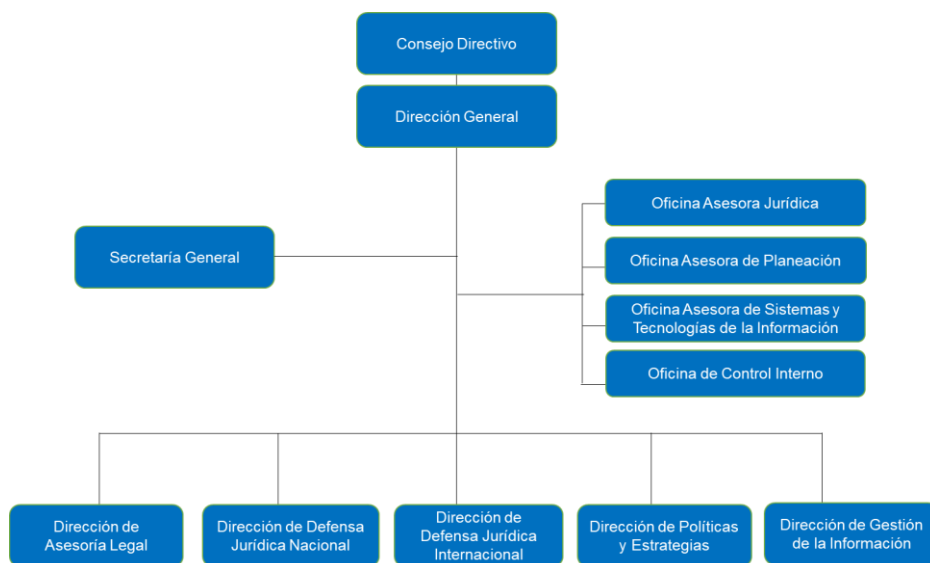 Consejo Directivo
Dirección General
Oficina Asesora Jurídica
Secretaría General
Oficina Asesora de Planeación
Oficina Asesora de Sistemas y
Tecnologías de la Información
Oficina de Control Interno
Dirección de
Asesoría Legal
Dirección de Defensa
Jurídica Nacional
Dirección de
Defensa Jurídica
Internacional
Dirección de Políticas
y Estrategias
Dirección de Gestión
de la Información